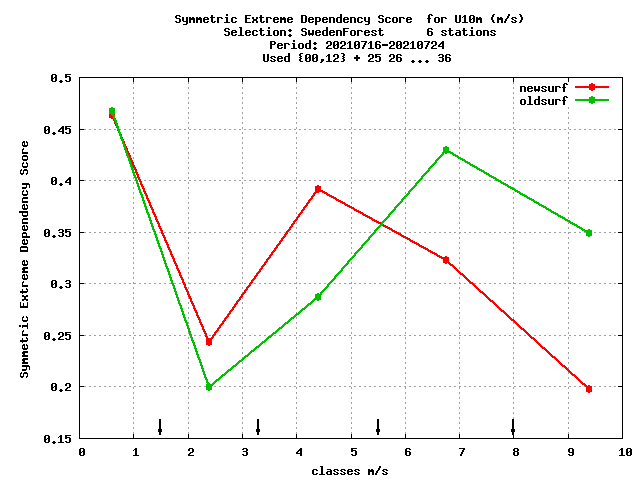 Symmetric Extreme Dependency Score  for U10m (m/s)
Selection: SwedenForest      6 stations
Period: 20210716-20210724
Used {00,12} + 25 26 ... 36
newsurf
oldsurf
Symmetric Extreme Dependency Score
0.5
0.45
0.4
0.35
0.3
0.25
0.2
0.15
0 1 2 3 4 5 6 7 8 9 10
classes m/s